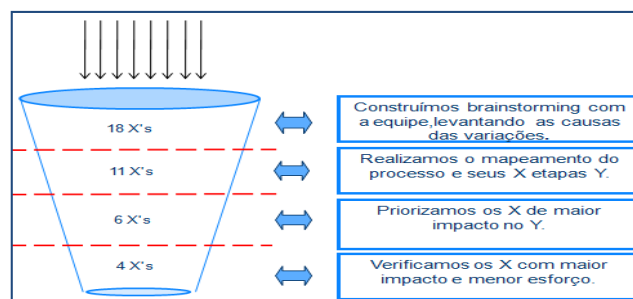 18 X's
Construímos brainstorming com
a equipe,levantando as causas
das variações.
11 X's
Realizamos o mapeamento do
processo e seus X etapas Y.
6 X's
Priorizamos os X de maior
impacto no Y.
4 X's
Verificamos os X com maior
impacto e menor esforço.